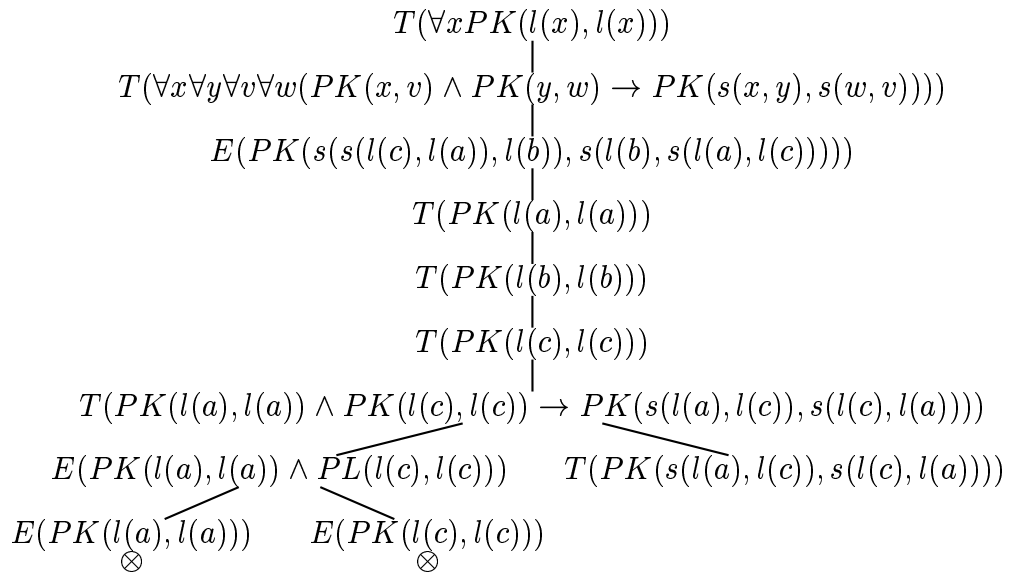 T(∀xPK(l(x), l(x)))
T(∀x∀y∀v∀w(PK(x, v) ∧ PK(y, w) → PK(s(x, y), s(w, v))))
E(PK(s(s(l(c), l(a)), l(b)), s(l(b), s(l(a), l(c)))))
T(PK(l(a), l(a)))
T(PK(l(b), l(b)))
T(PK(l(c), l(c)))
T(PK(l(a), l(a)) ∧ PK(l(c), l(c)) → PK(s(l(a), l(c)), s(l(c), l(a))))
E(PK(l(a), l(a)) ∧ PL(l(c), l(c))) T(PK(s(l(a), l(c)), s(l(c), l(a))))
E(PK(l(a), l(a))) E(PK(l(c), l(c)))
⊗ ⊗